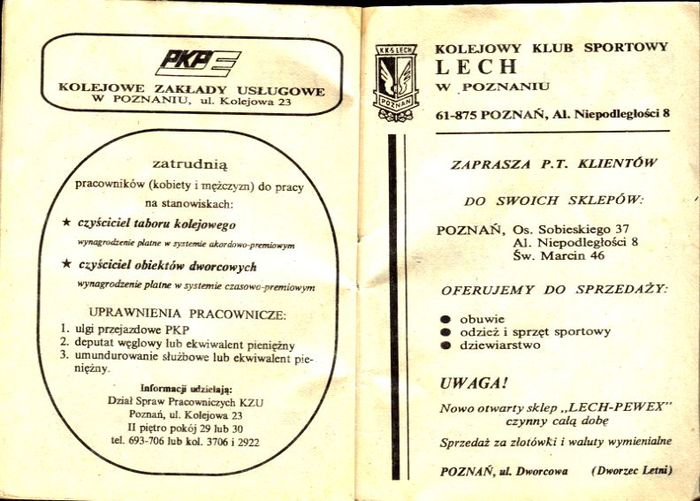 PKP
KOLEJOWE ZAKŁADY USŁUGOWE
W POZNANIU, ul. Kolejowa 23
zatrudnią
pracowników (kobiety i mężczyzn) do pracy
na stanowiskach:
★ czyściciel taboru kolejowego
wynagrodzenie płatne w systemie akordowo-premiowym
★ czyściciel obiektów dworcowych
wynagrodzenie płatne w systemie czasowo-premiowym
UPRAWNIENIA PRACOWNICZE:
1. ulgi przejazdowe PKP
2. deputat węglowy lub ekwiwalent pieniężny
3. umundurowanie służbowe lub ekwiwalent pie-
niężny.
Informacji udzielają:
Dział Spraw Pracowniczych KZU
Poznań, ul. Kolejowa 23
II piętro pokój 29 lub 30
tel. 693-706 lub kol. 3706 i 2922
KKS LECH
POZNAŃ
KOLEJOWY KLUB SPORTOWY
LECH
W POZNANIU
61-875 POZNAŃ, Al. Niepodległości 8
ZAPRASZA P.T. KLIENTÓW
DO SWOICH SKLEPÓW:
POZNAŃ, Os. Sobieskiego 37
Al. Niepodległości 8
Św. Marcin 46
OFERUJEMY DO SPRZEDAŻY:
● obuwie
● odzież i sprzęt sportowy
● dziewiarstwo
UWAGA!
Nowo otwarty sklep „LECH-PEWEX”
czynny całą dobę
Sprzedaż za złotówki i waluty wymienialne
POZNAŃ, ul. Dworcowa (Dworzec Letni)